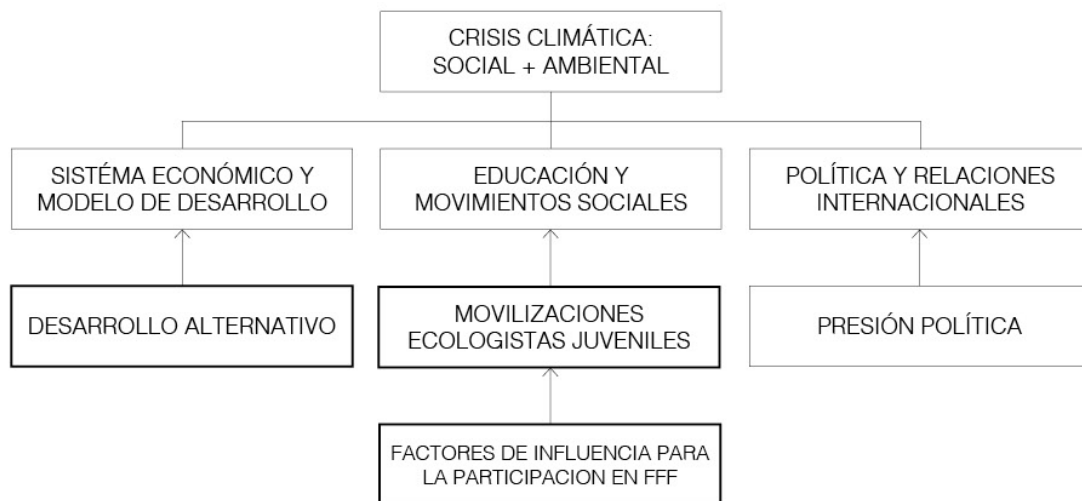 CRISIS CLIMÁTICA:
SOCIAL + AMBIENTAL
SISTÉMA ECONÓMICO Y
MODELO DE DESARROLLO
EDUCACIÓN Y
MOVIMIENTOS SOCIALES
POLÍTICA Y RELACIONES
INTERNACIONALES
DESARROLLO ALTERNATIVO
MOVILIZACIONES
ECOLOGISTAS JUVENILES
PRESIÓN POLÍTICA
FACTORES DE INFLUENCIA PARA
LA PARTICIPACION EN FFF